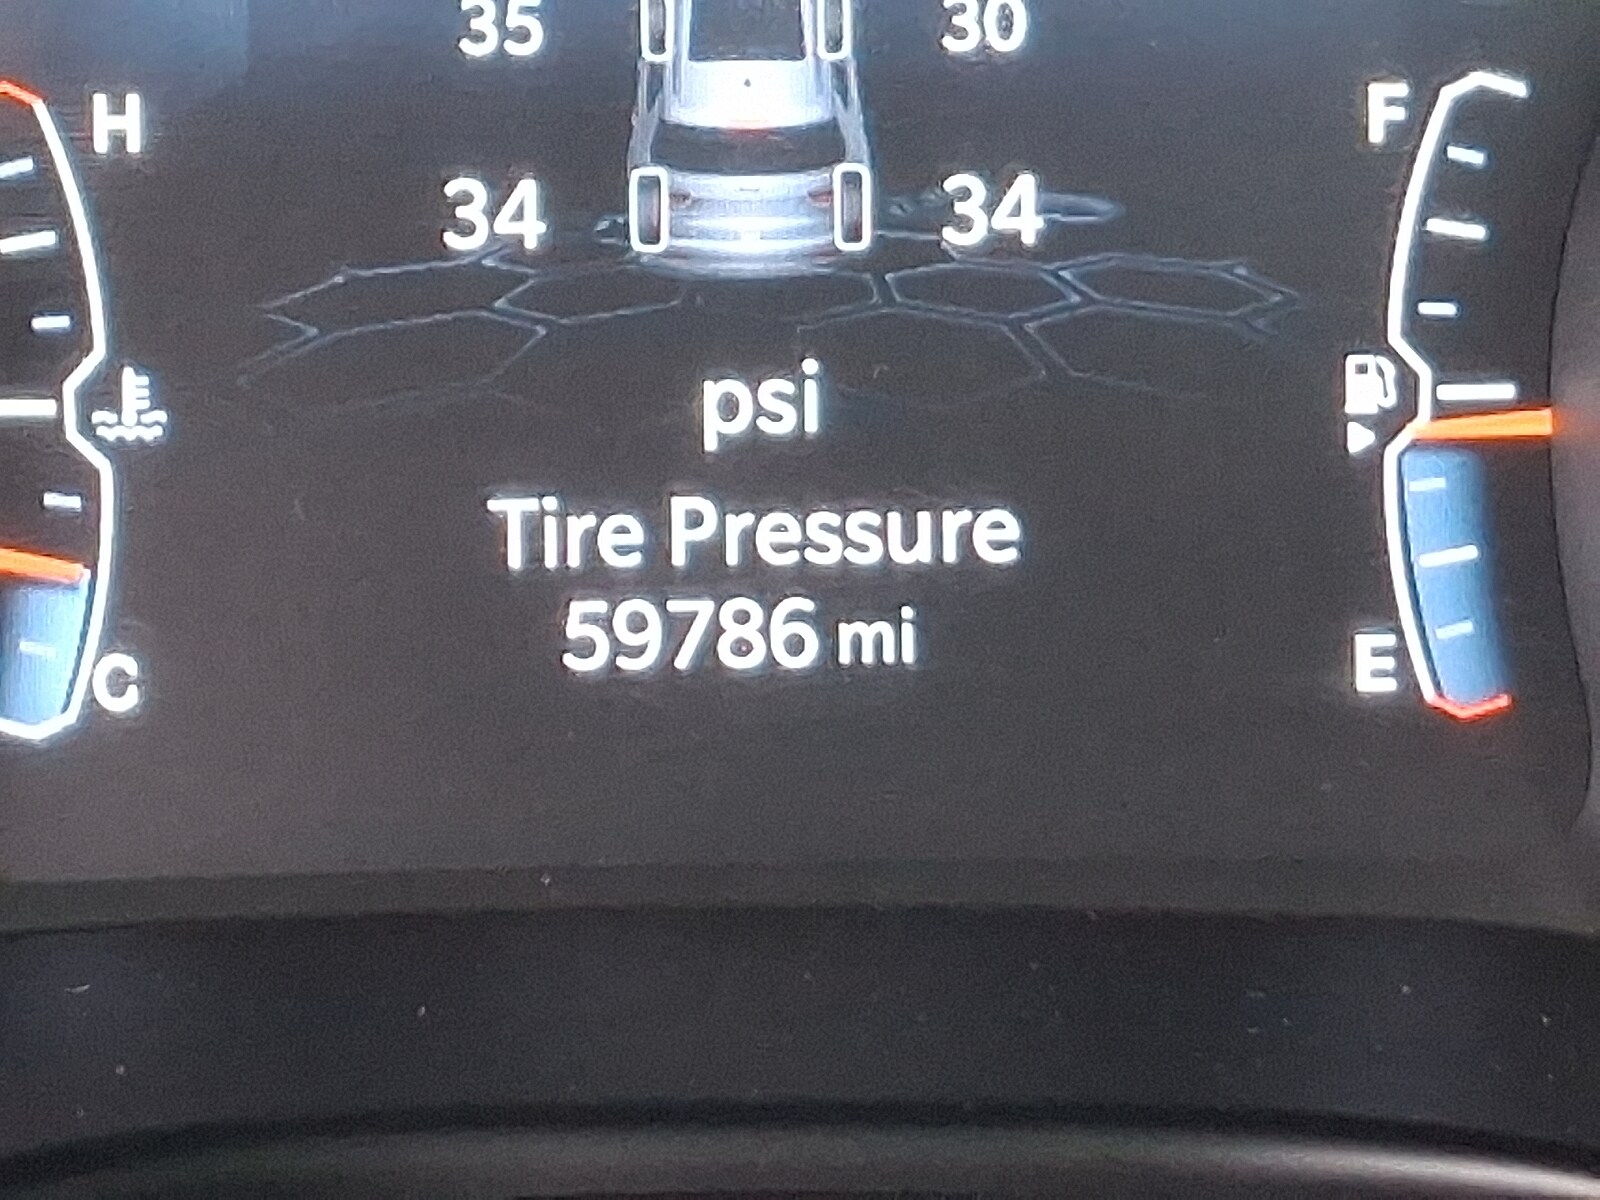 35 30
H F
34 34
psi
Tire Pressure
59786 mi
C E